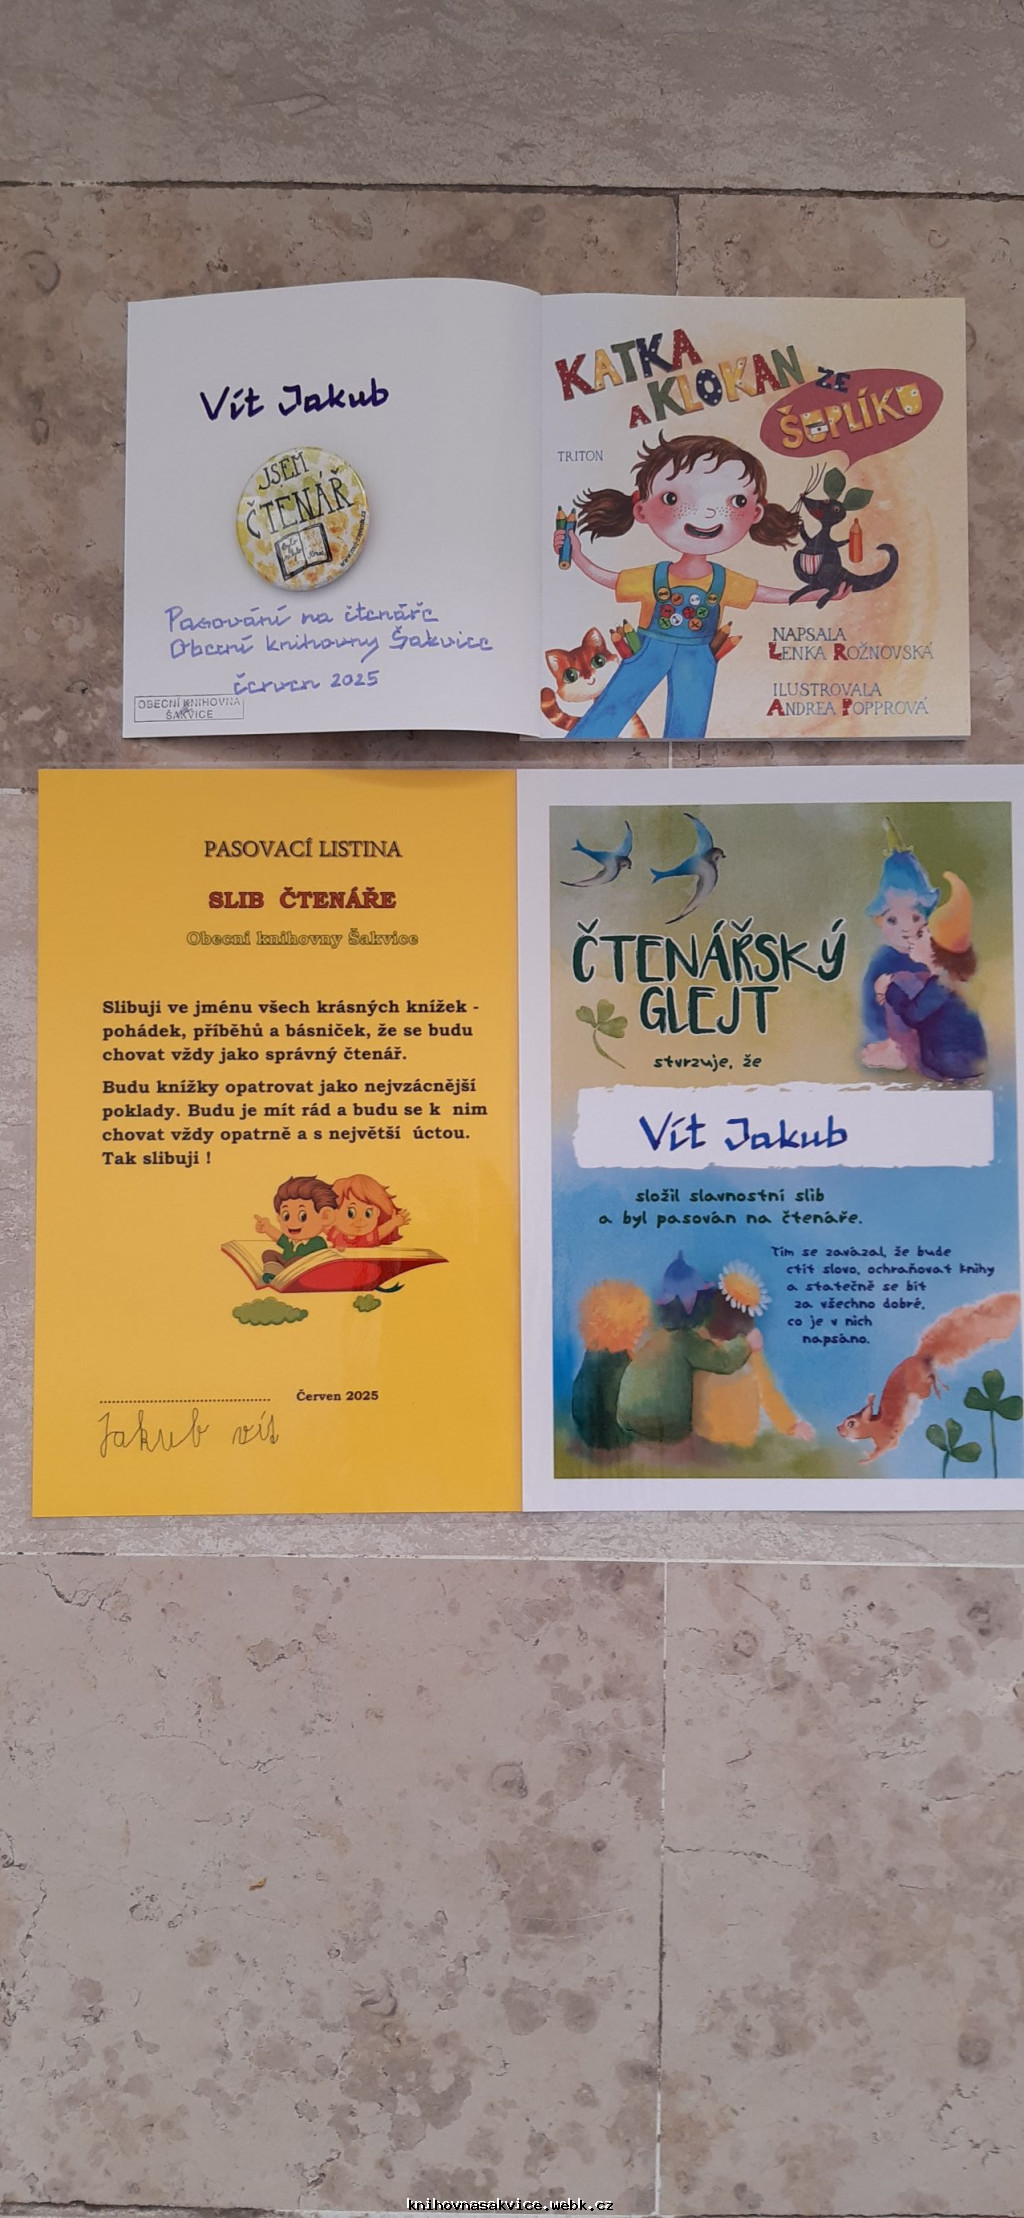 Vít Jakub
JSEM
ČTENÁŘ
Pasování na čtenáře
Obecní knihovny Šakvice
červen 2025
OBECNÍ KNIHOVNA
ŠAKVICE
KATKA
A KLOKAN ZE
ŠUPLÍKU
TRITON
NAPSALA
LENKA ROŽNOVSKÁ
ILUSTROVALA
ANDREA POPPROVÁ
PASOVACÍ LISTINA
SLIB ČTENÁŘE
Obecní knihovny Šakvice
Slibuji ve jménu všech krásných knížek -
pohádek, příběhů a básniček, že se budu
chovat vždy jako správný čtenář.
Budu knížky opatrovat jako nejvzácnější
poklady. Budu je mít rád a budu se k nim
chovat vždy opatrně a s největší úctou.
Tak slibuji !
Červen 2025
Jakub vít
ČTENÁŘSKÝ
GLEJT
stvrzuje, že
Vít Jakub
složil slavnostní slib
a byl pasován na čtenáře.
Tím se zavázal, že bude
ctít slovo, ochraňovat knihy
a statečně se bít
za všechno dobré,
co je v nich
napsáno.
knihovnasakvice.webk.cz